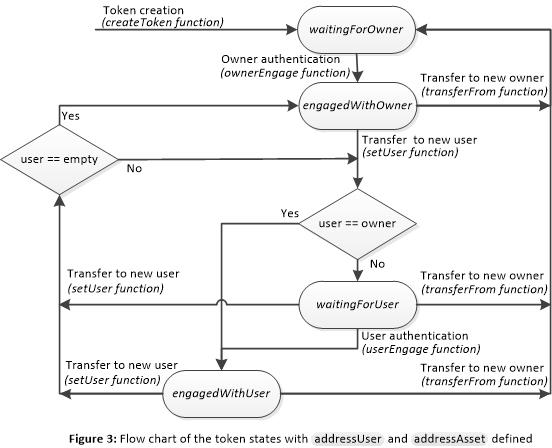 Token creation
(createToken function)
waitingForOwner
Owner authentication
(ownerEngage function)
Transfer to new owner
(transferFrom function)
engagedWithOwner
Yes
Transfer to new user
(setUser function)
user == empty
No
Yes
user == owner
No
Transfer to new user
(setUser function)
Transfer to new owner
(transferFrom function)
waitingForUser
User authentication
(userEngage function)
Transfer to new user
(setUser function)
Transfer to new owner
(transferFrom function)
engagedWithUser
Figure 3: Flow chart of the token states with addressUser and addressAsset defined